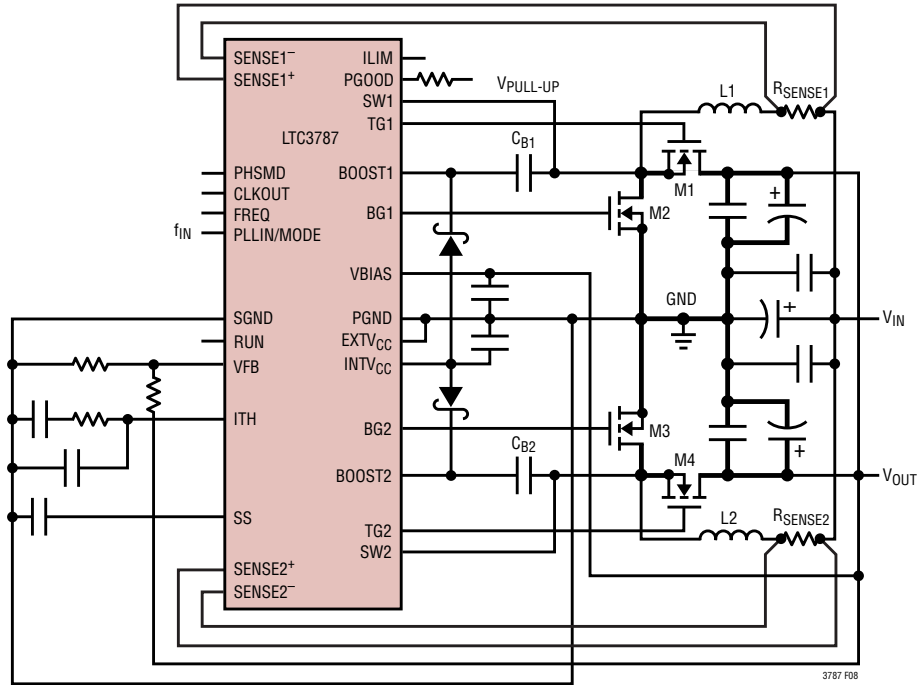 SENSE1–
SENSE1+
LTC3787
PHSMD
CLKOUT
FREQ
fIN
PLLIN/MODE
SGND
RUN
VFB
ITH
SS
SENSE2+
SENSE2–
ILIM
PGOOD
SW1
TG1
BOOST1
BG1
VBIAS
PGND
EXTVCC
INTVCC
BG2
BOOST2
TG2
SW2
VPULL-UP
CB1
CB2
L1
RSENSE1
M1
M2
GND
VIN
M3
M4
VOUT
L2
RSENSE2
+
+
+
3787 F08